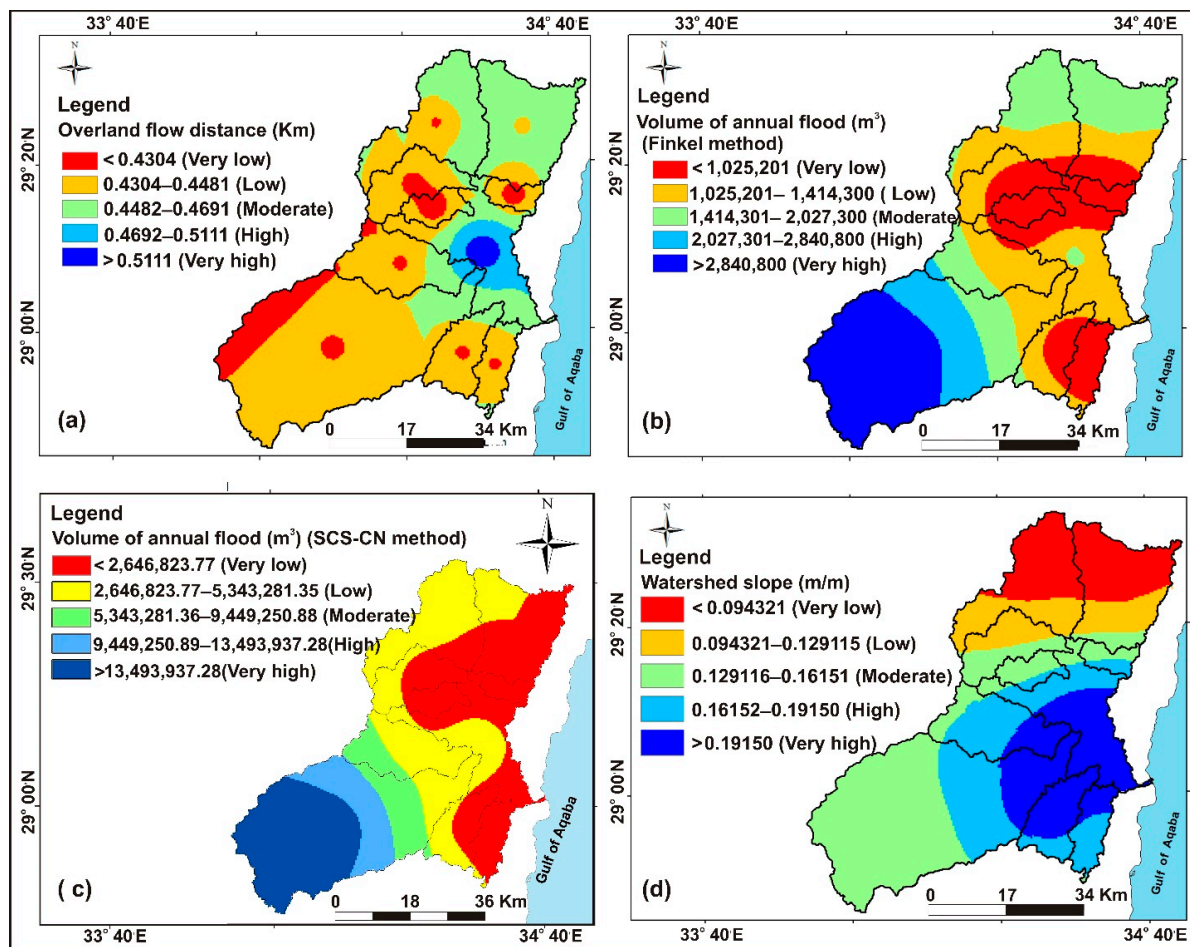 33° 40'E
34° 40'E
N
Legend
Overland flow distance (Km)
< 0.4304 (Very low)
0.4304–0.4481 (Low)
0.4482–0.4691 (Moderate)
0.4692–0.5111 (High)
> 0.5111 (Very high)
29° 20'N
29° 00'N
Gulf of Aqaba
(a)
0 17 34 Km
33° 40'E
34° 40'E
N
Legend
Volume of annual flood (m³)
(Finkel method)
< 1,025,201 (Very low)
1,025,201– 1,414,300 ( Low)
1,414,301– 2,027,300 (Moderate)
2,027,301–2,840,800 (High)
>2,840,800 (Very high)
29° 20'N
29° 00'N
Gulf of Aqaba
(b)
0 17 34 Km
N
Legend
Volume of annual flood (m³) (SCS-CN method)
< 2,646,823.77 (Very low)
2,646,823.77–5,343,281.35 (Low)
5,343,281.36–9,449,250.88 (Moderate)
9,449,250.89–13,493,937.28(High)
>13,493,937.28(Very high)
29° 30'N
29° 00'N
Gulf of Aqaba
( c)
0 18 36 Km
33° 40'E
34° 40'E
N
Legend
Watershed slope (m/m)
< 0.094321 (Very low)
0.094321–0.129115 (Low)
0.129116–0.16151 (Moderate)
0.16152–0.19150 (High)
>0.19150 (Very high)
29° 20'N
29° 00'N
Gulf of Aqaba
(d)
0 17 34 Km
33° 40'E
34° 40'E